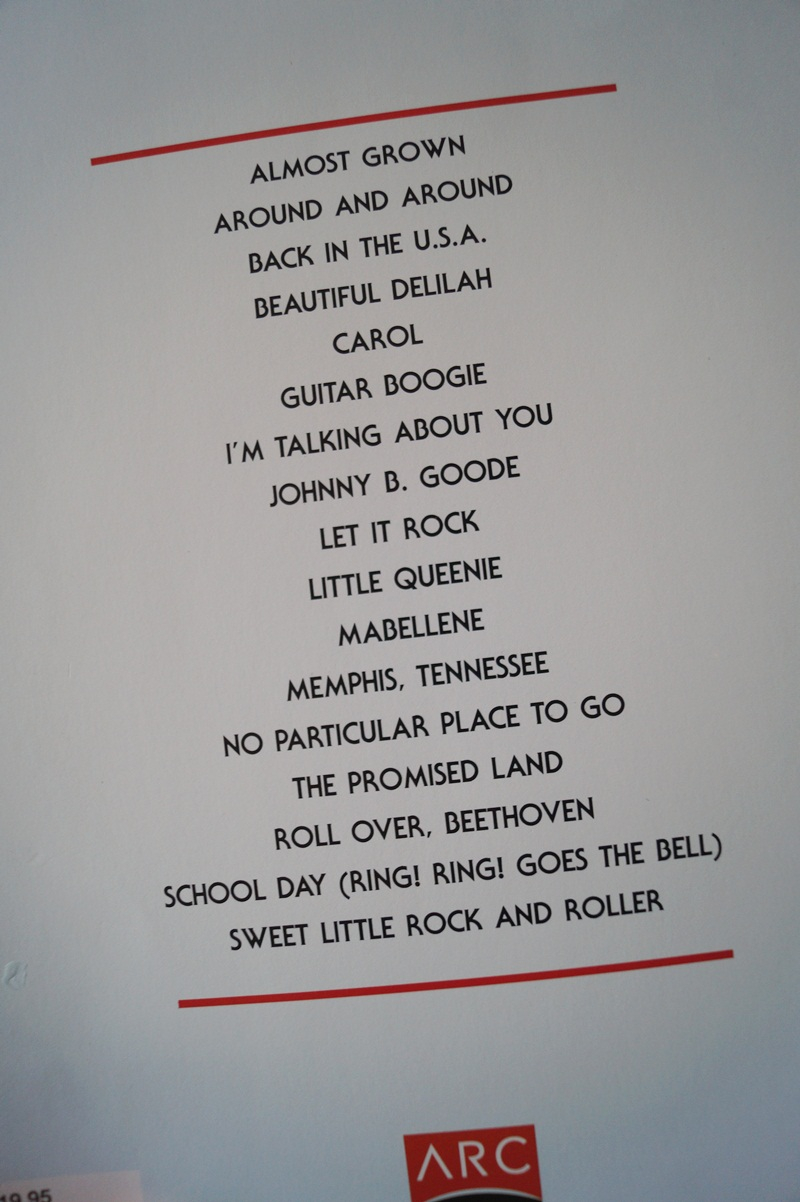 ALMOST GROWN
AROUND AND AROUND
BACK IN THE U.S.A.
BEAUTIFUL DELILAH
CAROL
GUITAR BOOGIE
I'M TALKING ABOUT YOU
JOHNNY B. GOODE
LET IT ROCK
LITTLE QUEENIE
MABELLENE
MEMPHIS, TENNESSEE
NO PARTICULAR PLACE TO GO
THE PROMISED LAND
ROLL OVER, BEETHOVEN
SCHOOL DAY (RING! RING! GOES THE BELL)
SWEET LITTLE ROCK AND ROLLER
ARC
19.95